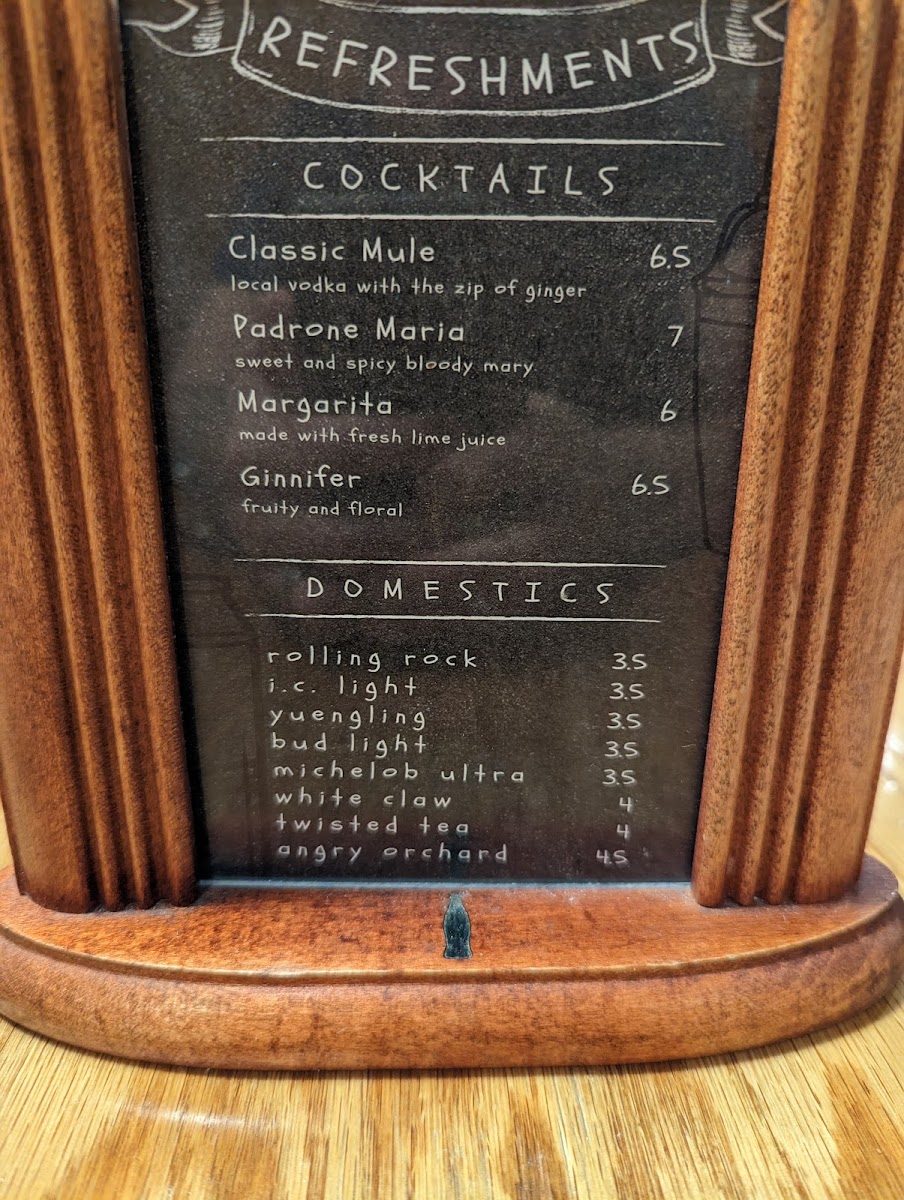 REFRESHMENTS
COCKTAILS
Classic Mule 6.5
local vodka with the zip of ginger
Padrone Maria 7
sweet and spicy bloody mary
Margarita 6
made with fresh lime juice
Ginnifer 6.5
fruity and floral
DOMESTICS
rolling rock 3.5
i.c. light 3.5
yuengling 3.5
bud light 3.5
michelob ultra 3.5
white claw 4
twisted tea 4
angry orchard 4.5